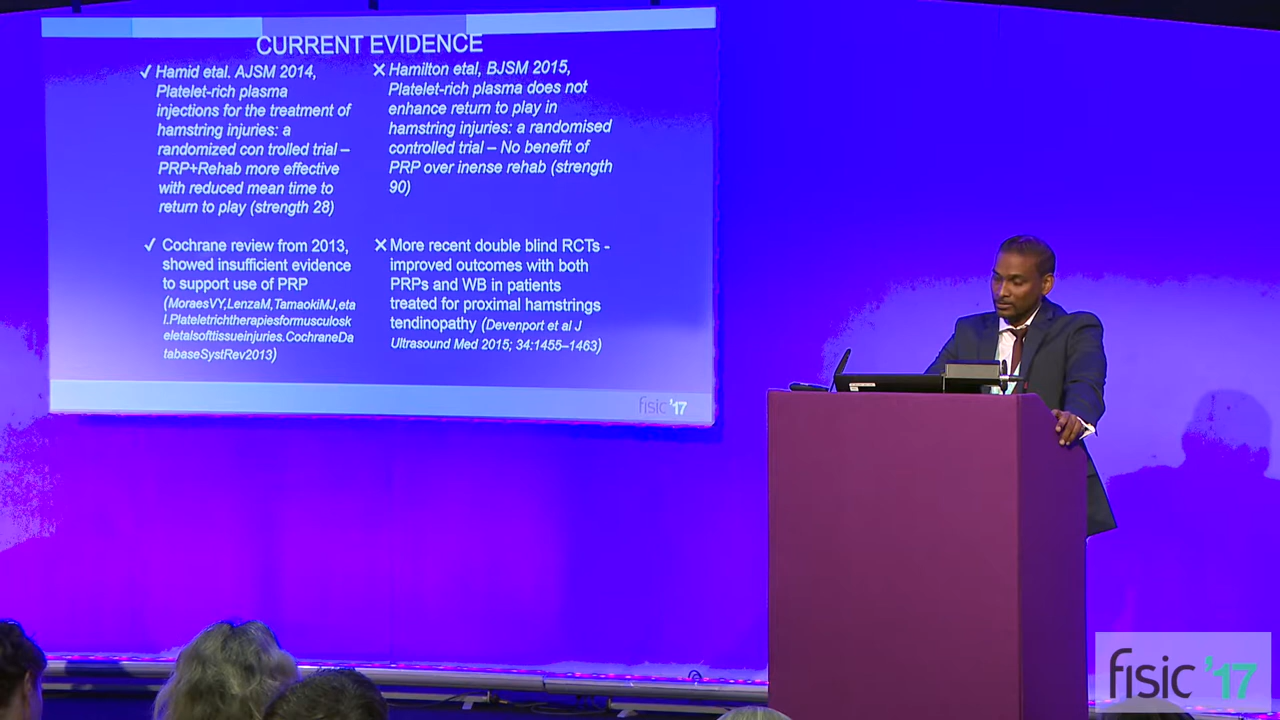 CURRENT EVIDENCE
✓ Hamid etal. AJSM 2014,
Platelet-rich plasma
injections for the treatment of
hamstring injuries: a
randomized con trolled trial –
PRP+Rehab more effective
with reduced mean time to
return to play (strength 28)
✓ Cochrane review from 2013,
showed insufficient evidence
to support use of PRP
(MoraesVY,LenzaM,TamaokiMJ,eta
l.Plateletrichtherapiesformusculosk
eletalsofttissueinjuries.CochraneDa
tabaseSystRev2013)
✕ Hamilton etal, BJSM 2015,
Platelet-rich plasma does not
enhance return to play in
hamstring injuries: a randomised
controlled trial – No benefit of
PRP over inense rehab (strength
90)
✕ More recent double blind RCTs -
improved outcomes with both
PRPs and WB in patients
treated for proximal hamstrings
tendinopathy (Devenport et al J
Ultrasound Med 2015; 34:1455–1463)
fisic '17
fisic '17